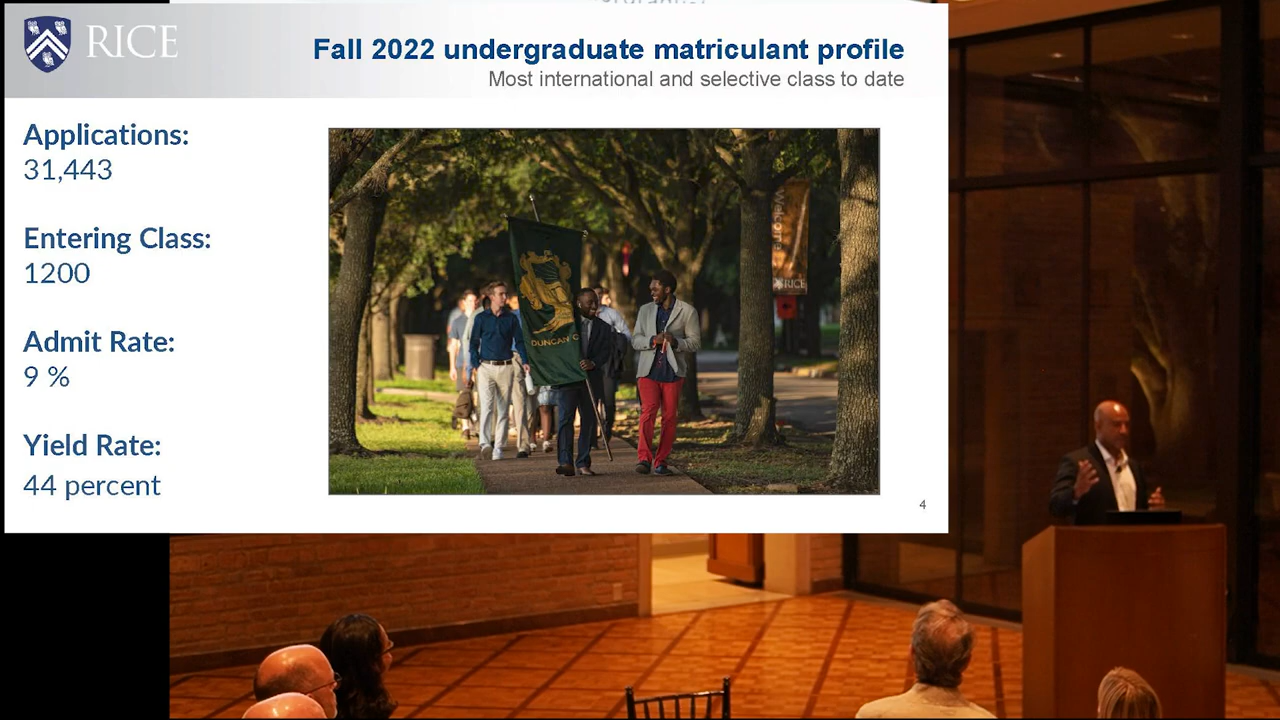 RICE
Fall 2022 undergraduate matriculant profile
Most international and selective class to date
Applications:
31,443
Entering Class:
1200
Admit Rate:
9 %
Yield Rate:
44 percent
Welcome
RICE
DUNCAN C
4